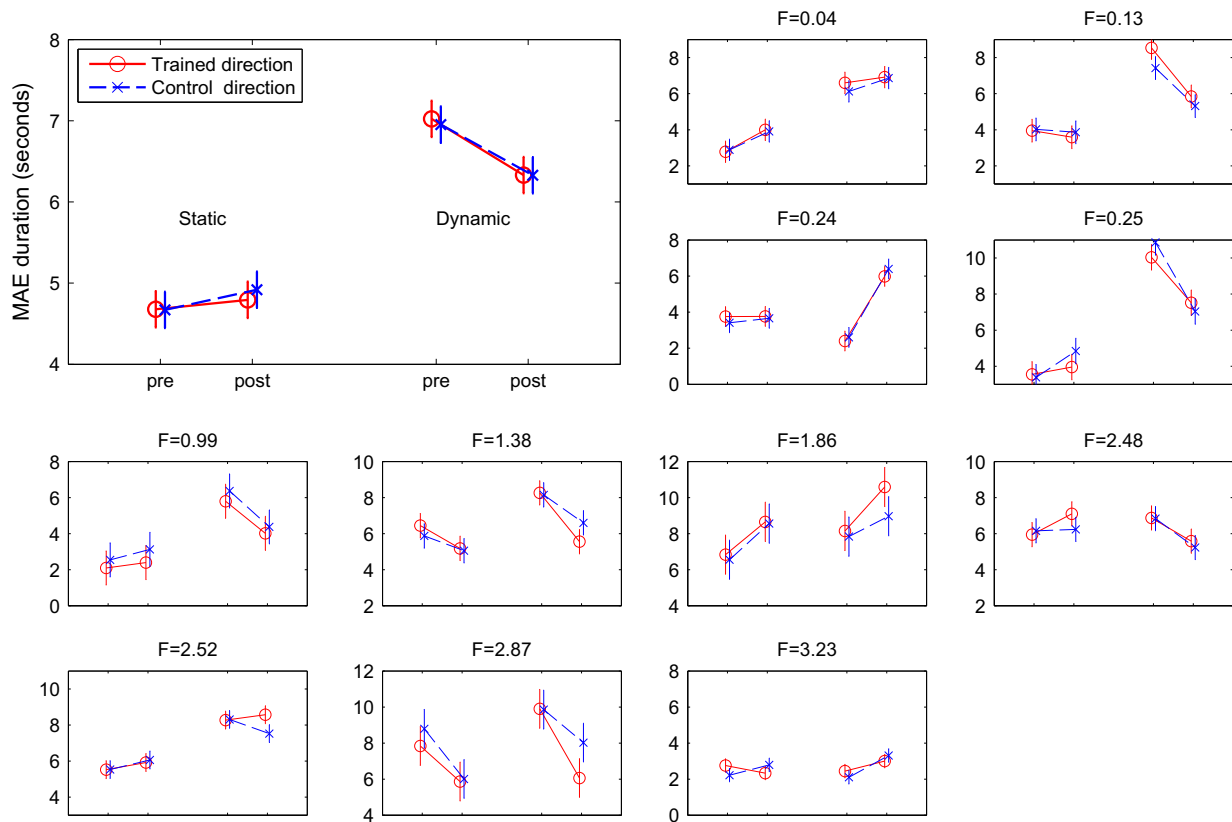 MAE duration (seconds)
8
7
6
5
4
Trained direction
Control direction
Static
Dynamic
pre
post
pre
post
F=0.04
8
6
4
2
F=0.13
8
6
4
2
F=0.24
8
6
4
2
0
F=0.25
10
8
6
4
F=0.99
8
6
4
2
0
F=1.38
10
8
6
4
2
F=1.86
12
10
8
6
4
F=2.48
10
8
6
4
2
F=2.52
10
8
6
4
F=2.87
12
10
8
6
4
F=3.23
8
6
4
2
0